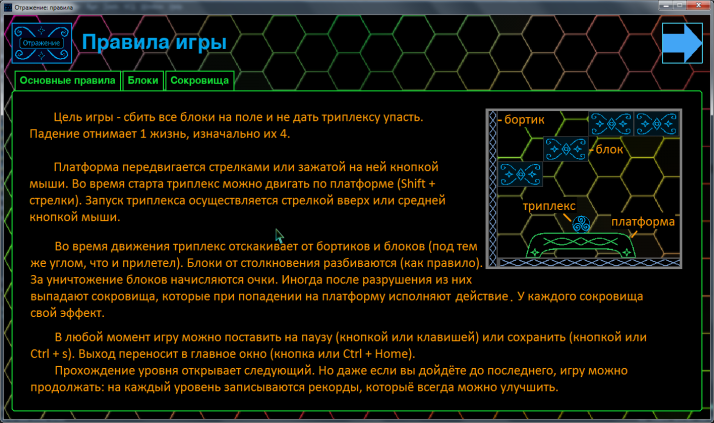 Отражение: правила
Отражение
Правила игры
Основные правила
Блоки
Сокровища
Цель игры - сбить все блоки на поле и не дать триплексу упасть.
Падение отнимает 1 жизнь, изначально их 4.
Платформа передвигается стрелками или зажатой на ней кнопкой
мыши. Во время старта триплекс можно двигать по платформе (Shift +
стрелки). Запуск триплекса осуществляется стрелкой вверх или средней
кнопкой мыши.
Во время движения триплекс отскакивает от бортиков и блоков (под тем
же углом, что и прилетел). Блоки от столкновения разбиваются (как правило).
За уничтожение блоков начисляются очки. Иногда после разрушения из них
выпадают сокровища, которые при попадании на платформу исполняют действие. У каждого сокровища
свой эффект.
В любой момент игру можно поставить на паузу (кнопкой или клавишей) или сохранить (кнопкой или
Ctrl + s). Выход переносит в главное окно (кнопка или Ctrl + Home).
Прохождение уровня открывает следующий. Но даже если вы дойдёте до последнего, игру можно
продолжать: на каждый уровень записываются рекорды, которыё всегда можно улучшить.
бортик
блок
триплекс
платформа